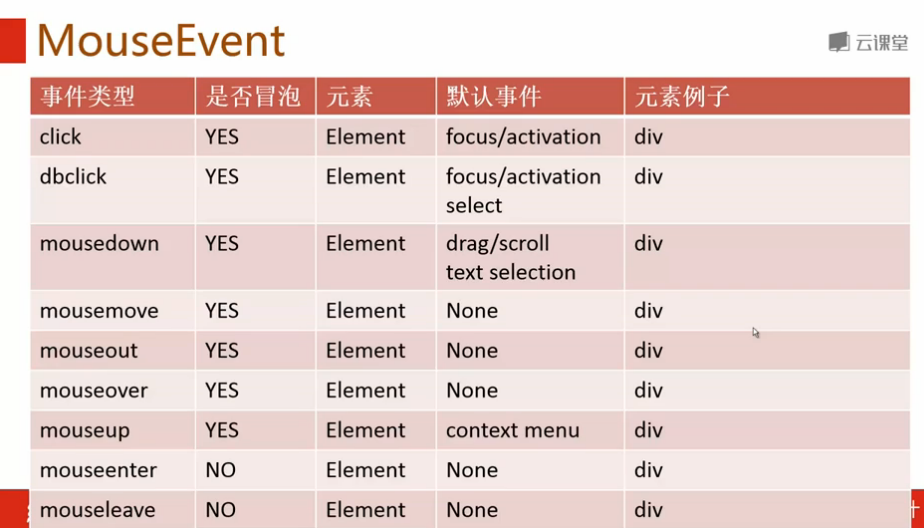 MouseEvent
云课堂
事件类型 是否冒泡 元素 默认事件 元素例子
click YES Element focus/activation div
dbclick YES Element focus/activation div
select
mousedown YES Element drag/scroll div
text selection
mousemove YES Element None div
mouseout YES Element None div
mouseover YES Element None div
mouseup YES Element context menu div
mouseenter NO Element None div
mouseleave NO Element None div